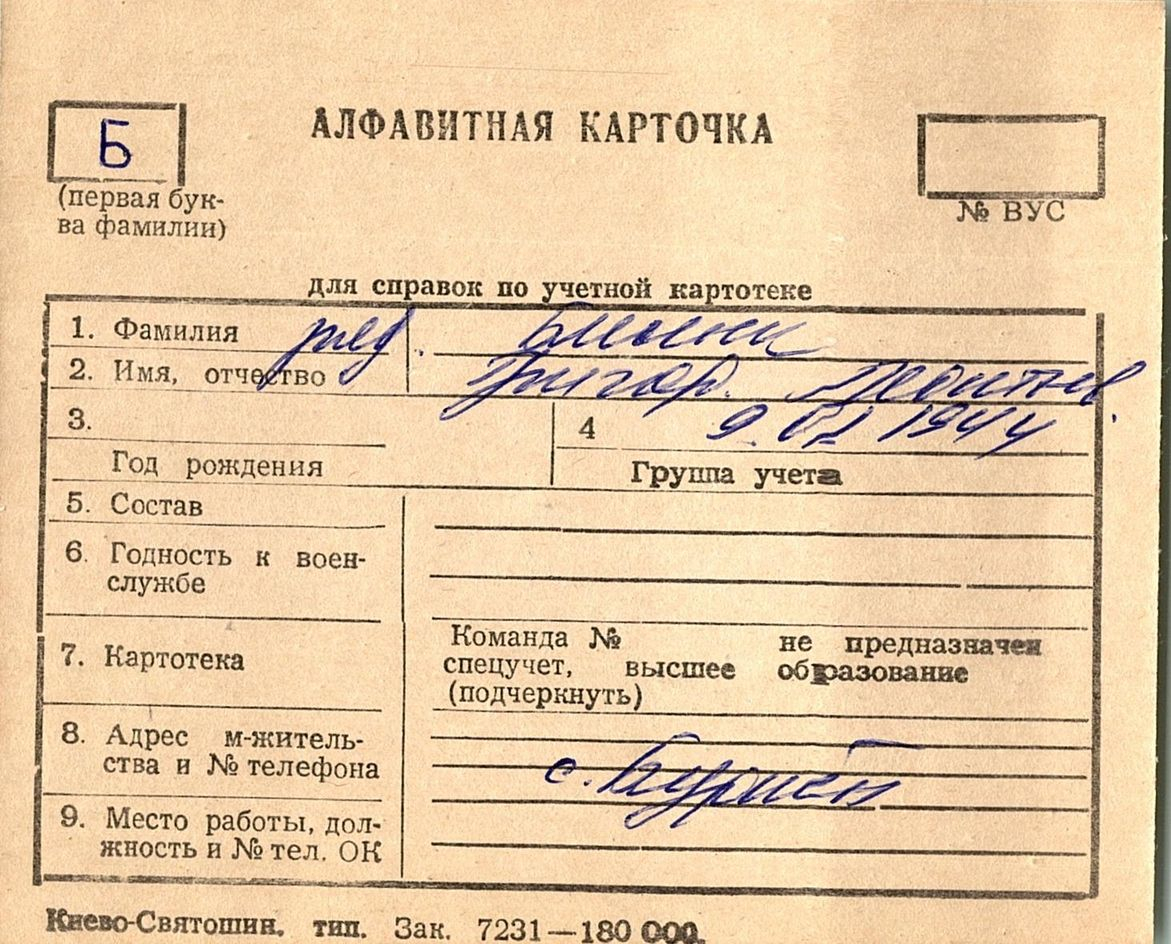 Б
АЛФАВИТНАЯ КАРТОЧКА
(первая бук-
ва фамилии)
№ ВУС
для справок по учетной картотеке
1. Фамилия ряд.
2. Имя, отчество Григор. Леонтьев.
3.
Год рождения
4 9.02 1944
Группа учета
5. Состав
6. Годность к воен-
службе
7. Картотека
Команда № не предназначен
спецучет, высшее образование
(подчеркнуть)
8. Адрес м-житель-
ства и № телефона
с.
9. Место работы, дол-
жность и № тел. ОК
Киево-Святошин. тип. Зак. 7231—180 000.